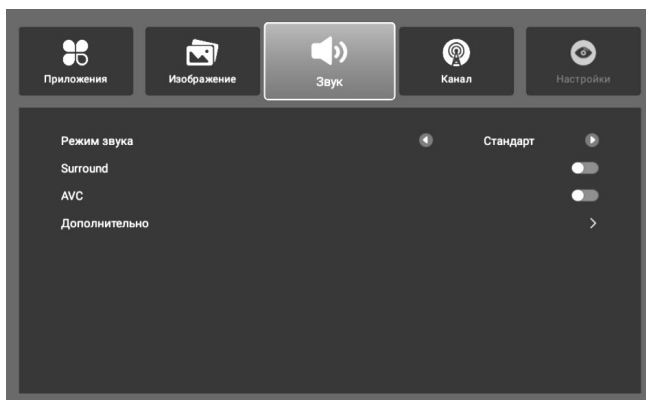 Приложения
Изображение
Звук
Канал
Настройки
Режим звука Стандарт
Surround
AVC
Дополнительно